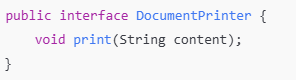 public interface DocumentPrinter {
    void print(String content);
}